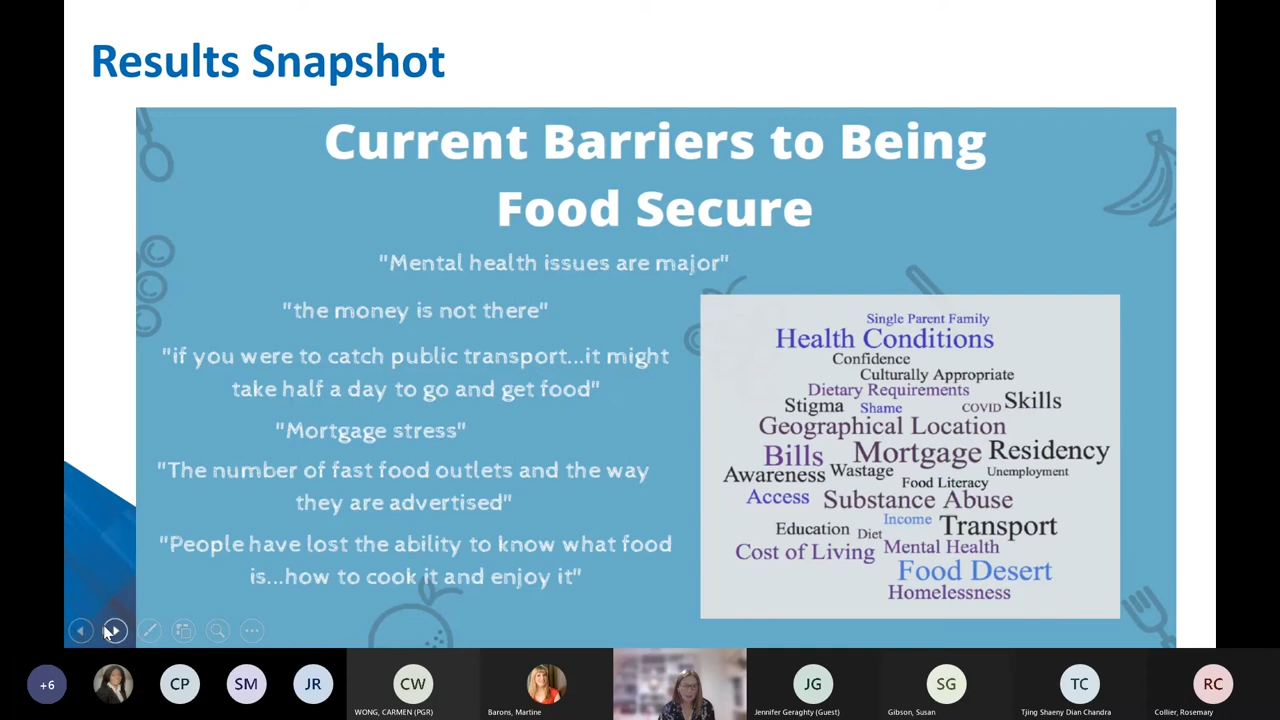 Results Snapshot
Current Barriers to Being
Food Secure
"Mental health issues are major"
"the money is not there"
"if you were to catch public transport...it might
take half a day to go and get food"
"Mortgage stress"
"The number of fast food outlets and the way
they are advertised"
"People have lost the ability to know what food
is...how to cook it and enjoy it"
Single Parent Family
Health Conditions
Confidence
Culturally Appropriate
Dietary Requirements
Stigma Shame COVID Skills
Geographical Location
Bills Mortgage Residency
Awareness Wastage Unemployment
Food Literacy
Access Substance Abuse
Education Diet Income Transport
Cost of Living Mental Health
Food Desert
Homelessness
+6 CP SM JR CW JG SG TC RC
WONG, CARMEN (PGR) Barons, Martine Jennifer Geraghty (Guest) Gibson, Susan Tjing Shaeny Dian Chandra Collier, Rosemary